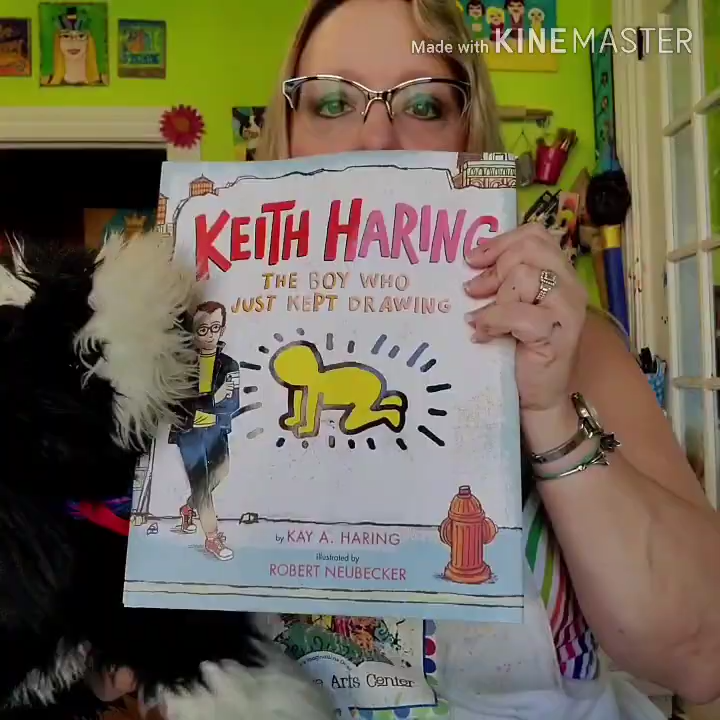 Made with KINEMASTER
KEITH HARING
THE BOY WHO
JUST KEPT DRAWING
by KAY A. HARING
illustrated by
ROBERT NEUBECKER
Arts Center